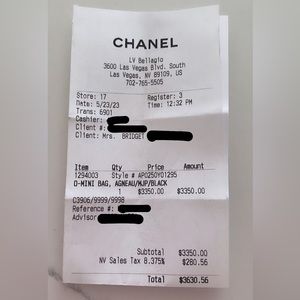 CHANEL
LV Bellagio
3600 Las Vegas Blvd. South
Las Vegas, NV 89109, US
702-765-5505
Store: 17 Register: 3
Date: 5/23/23 Time: 12:32 PM
Trans: 6901
Cashier:
Client #:
Client: Mrs. BRIDGET
Item Qty Price Amount
1294003 Style # AP0250Y01295
O-MINI BAG, AGNEAU/NJP/BLACK
1 $3350.00 $3350.00
C3906/9999/9998
Reference #:
Advisor
Subtotal $3350.00
NV Sales Tax 8.375% $280.56
Total $3630.56